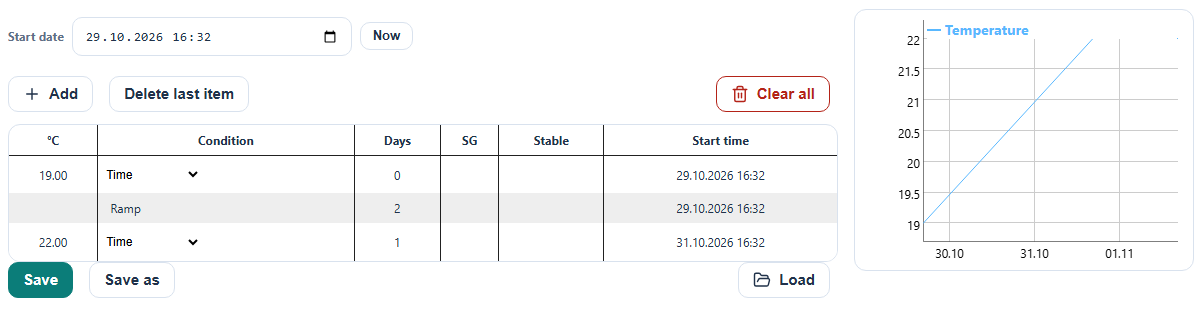 Start date 29.10.2026 16:32 Now
Add Delete last item Clear all
°C Condition Days SG Stable Start time
19.00 Time 0 29.10.2026 16:32
Ramp 2 29.10.2026 16:32
22.00 Time 1 31.10.2026 16:32
Save Save as Load
Temperature
22
21.5
21
20.5
20
19.5
19
30.10 31.10 01.11